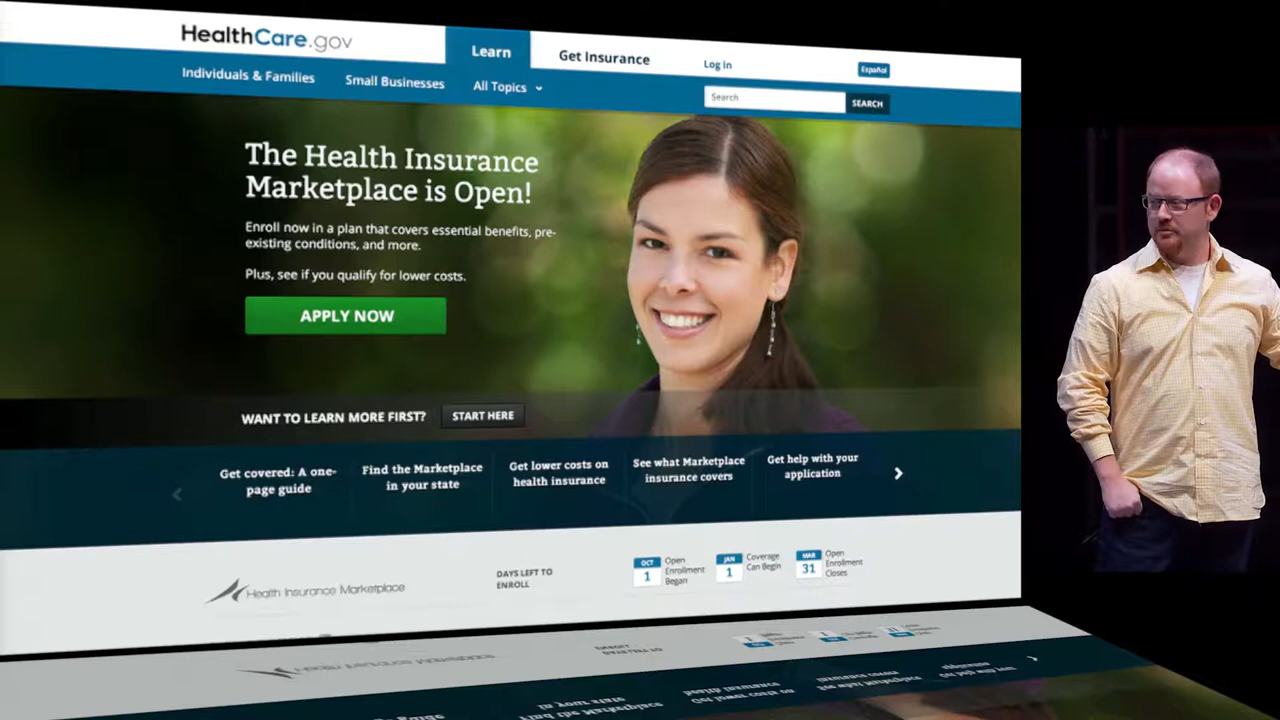 HealthCare.gov
Learn
Get Insurance
Log In
Español
Individuals & Families
Small Businesses
All Topics
Search
SEARCH
The Health Insurance
Marketplace is Open!
Enroll now in a plan that covers essential benefits, pre-
existing conditions, and more.
Plus, see if you qualify for lower costs.
APPLY NOW
WANT TO LEARN MORE FIRST?
START HERE
Get covered: A one-
page guide
Find the Marketplace
in your state
Get lower costs on
health insurance
See what Marketplace
insurance covers
Get help with your
application
Health Insurance Marketplace
DAYS LEFT TO
ENROLL
OCT
1
Open
Enrollment
Began
JAN
1
Coverage
Can Begin
MAR
31
Open
Enrollment
Closes